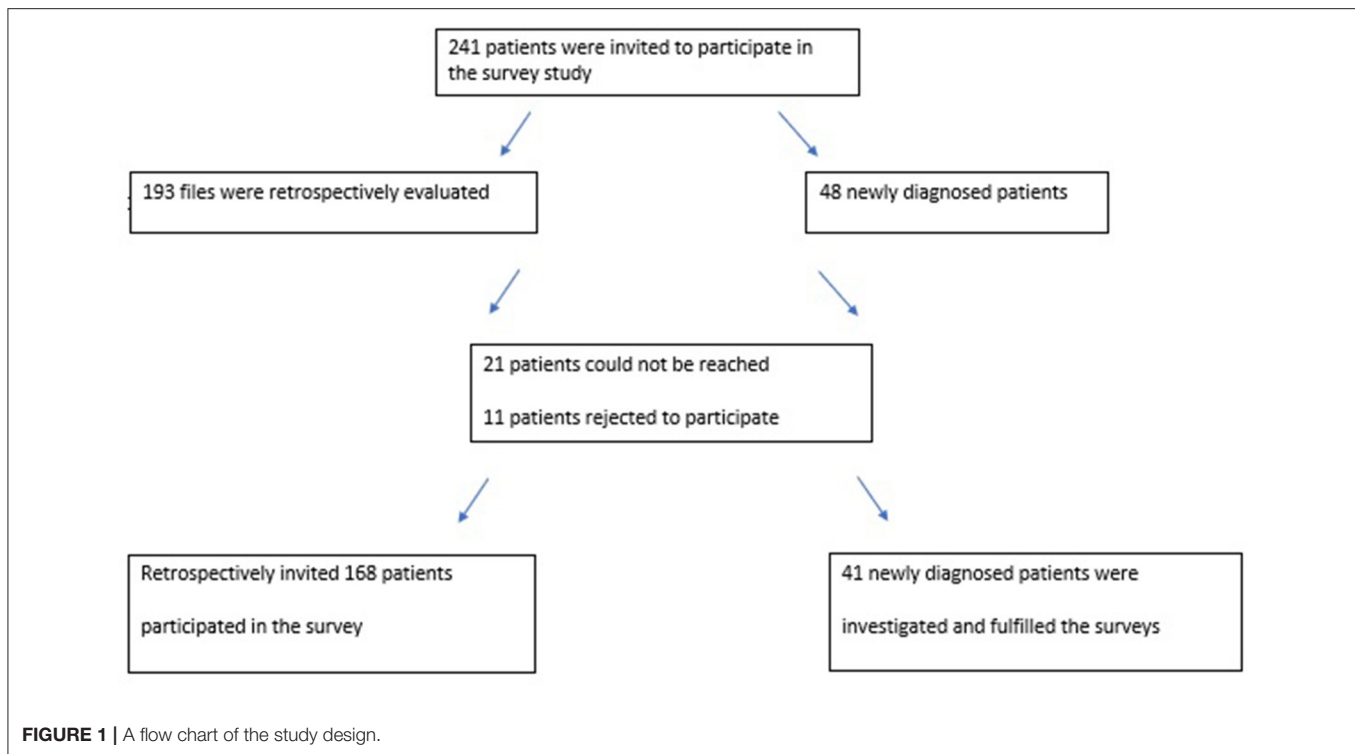 241 patients were invited to participate in
the survey study
193 files were retrospectively evaluated
48 newly diagnosed patients
21 patients could not be reached
11 patients rejected to participate
Retrospectively invited 168 patients
participated in the survey
41 newly diagnosed patients were
investigated and fulfilled the surveys
FIGURE 1 | A flow chart of the study design.